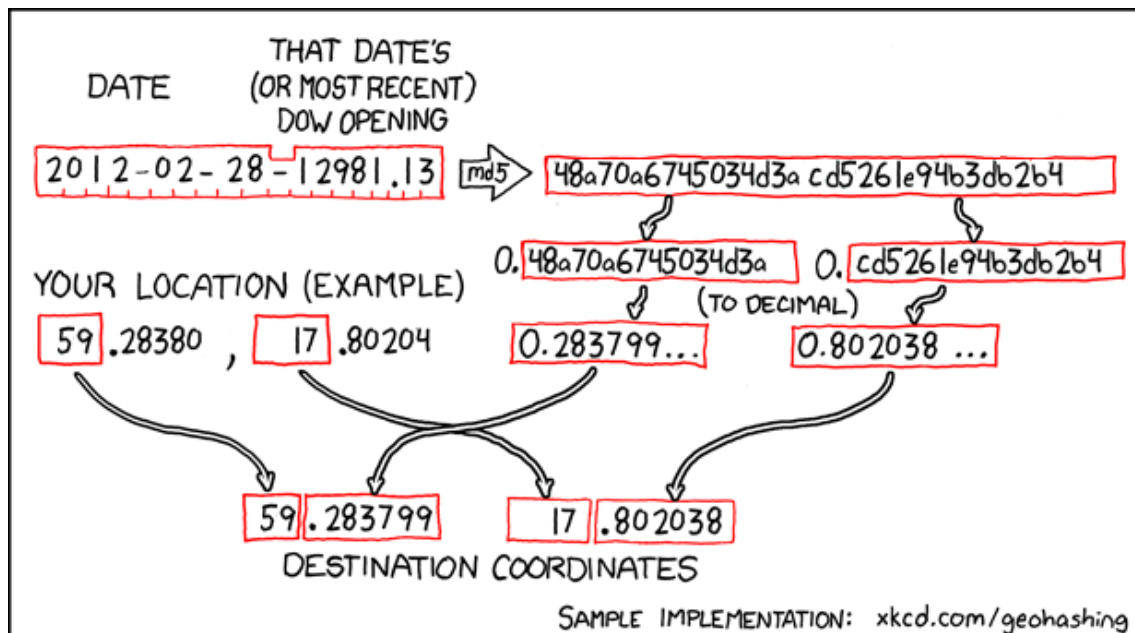 THAT DATE'S
DATE (OR MOST RECENT)
DOW OPENING
2012-02-28-12981.13 md5 48a70a6745034d3acd5261e94b3db2b4
0.48a70a6745034d3a 0.cd5261e94b3db2b4
YOUR LOCATION (EXAMPLE) (TO DECIMAL)
59.28380, 17.80204 0.283799... 0.802038 ...
59.283799 17.802038
DESTINATION COORDINATES
SAMPLE IMPLEMENTATION: xkcd.com/geohashing